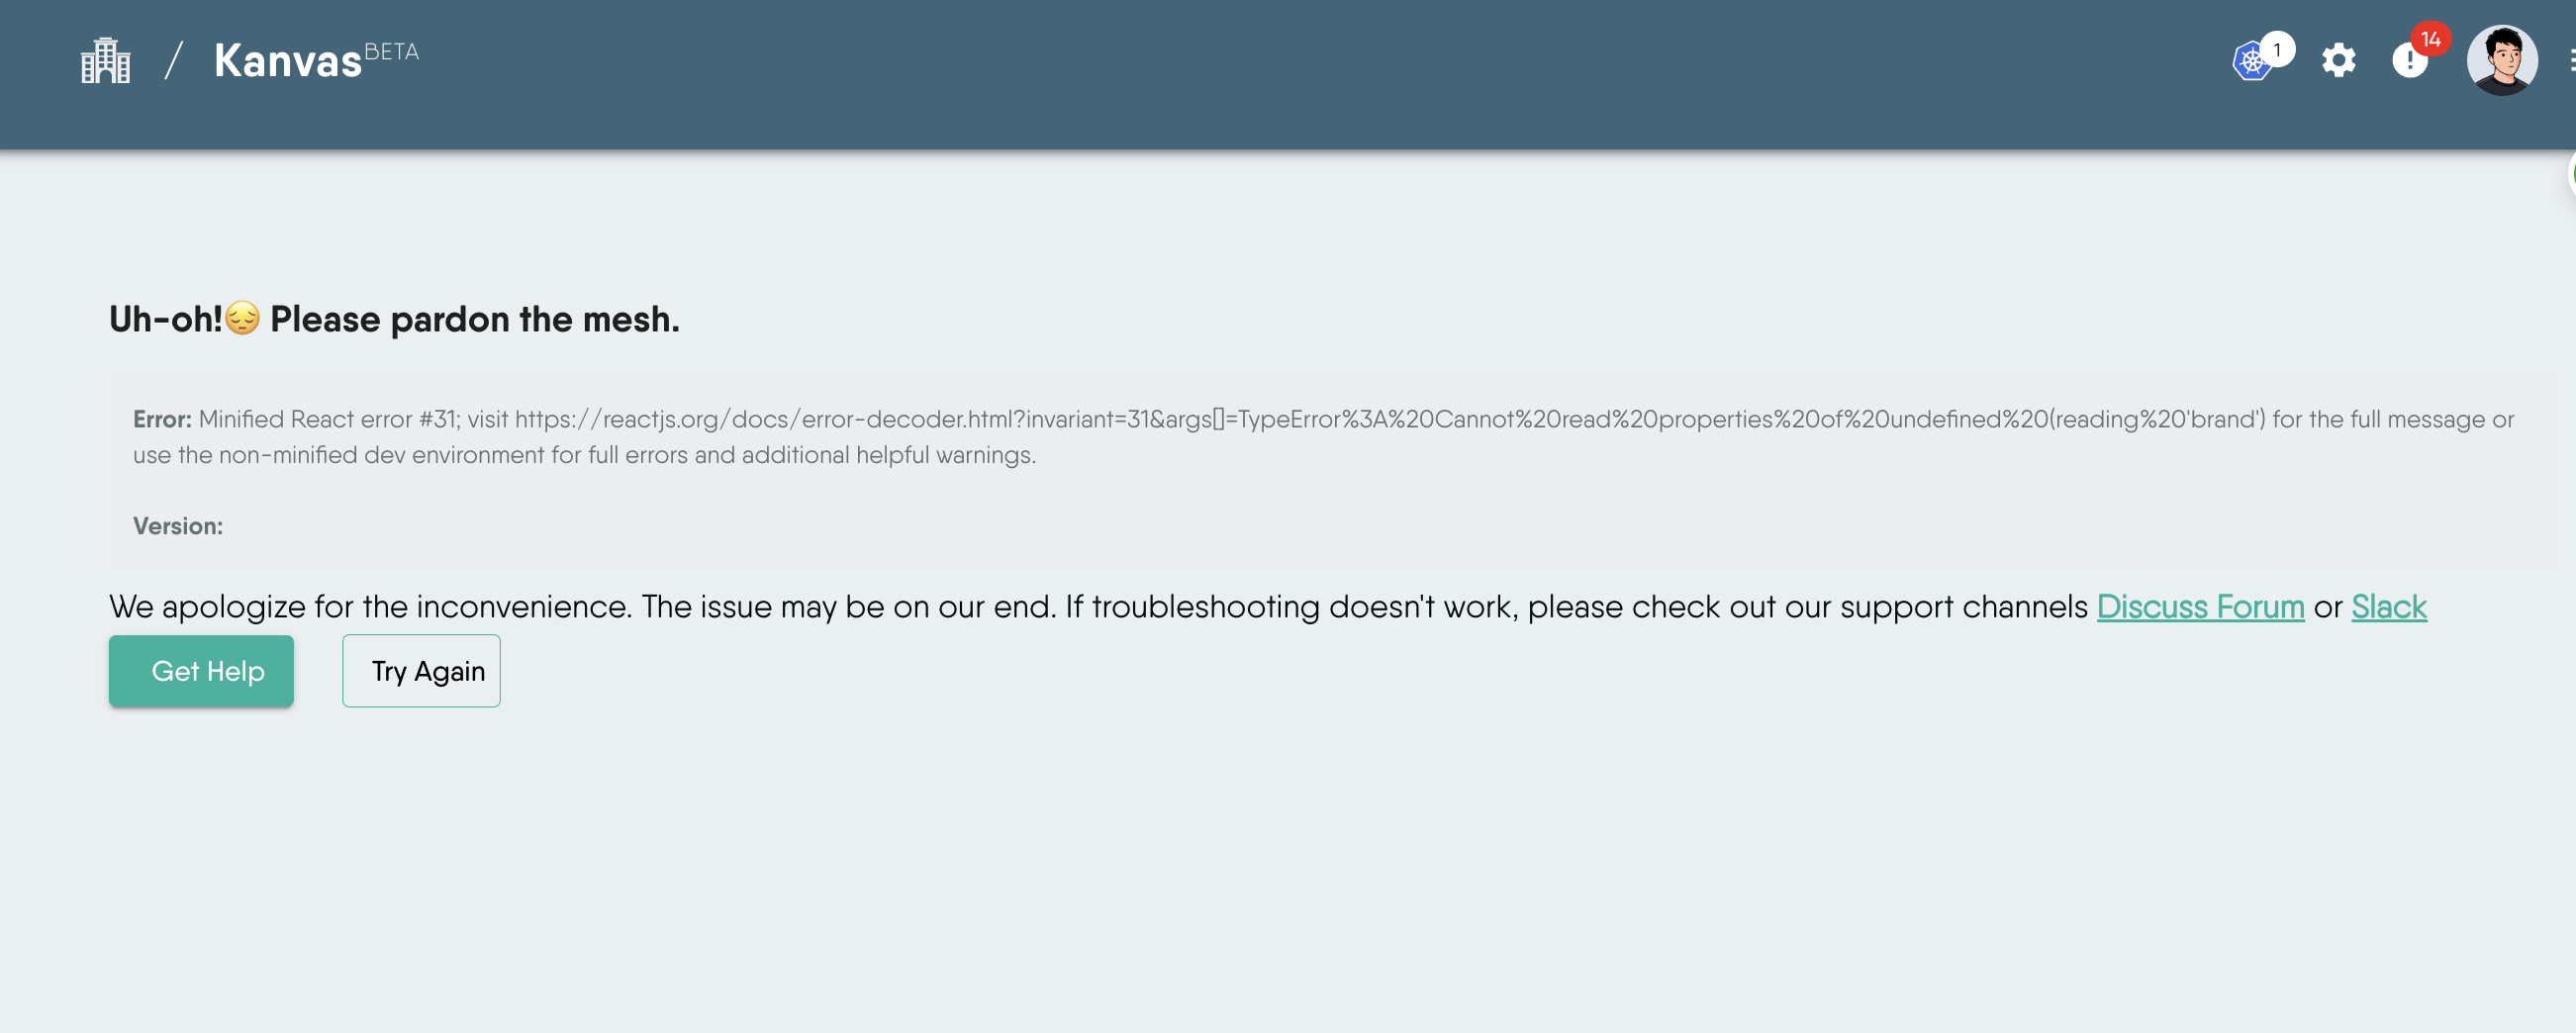 / Kanvas BETA
1
14
Uh-oh!😔 Please pardon the mesh.
Error: Minified React error #31; visit https://reactjs.org/docs/error-decoder.html?invariant=31&args[]=TypeError%3A%20Cannot%20read%20properties%20of%20undefined%20(reading%20'brand') for the full message or
use the non-minified dev environment for full errors and additional helpful warnings.
Version:
We apologize for the inconvenience. The issue may be on our end. If troubleshooting doesn't work, please check out our support channels Discuss Forum or Slack
Get Help
Try Again